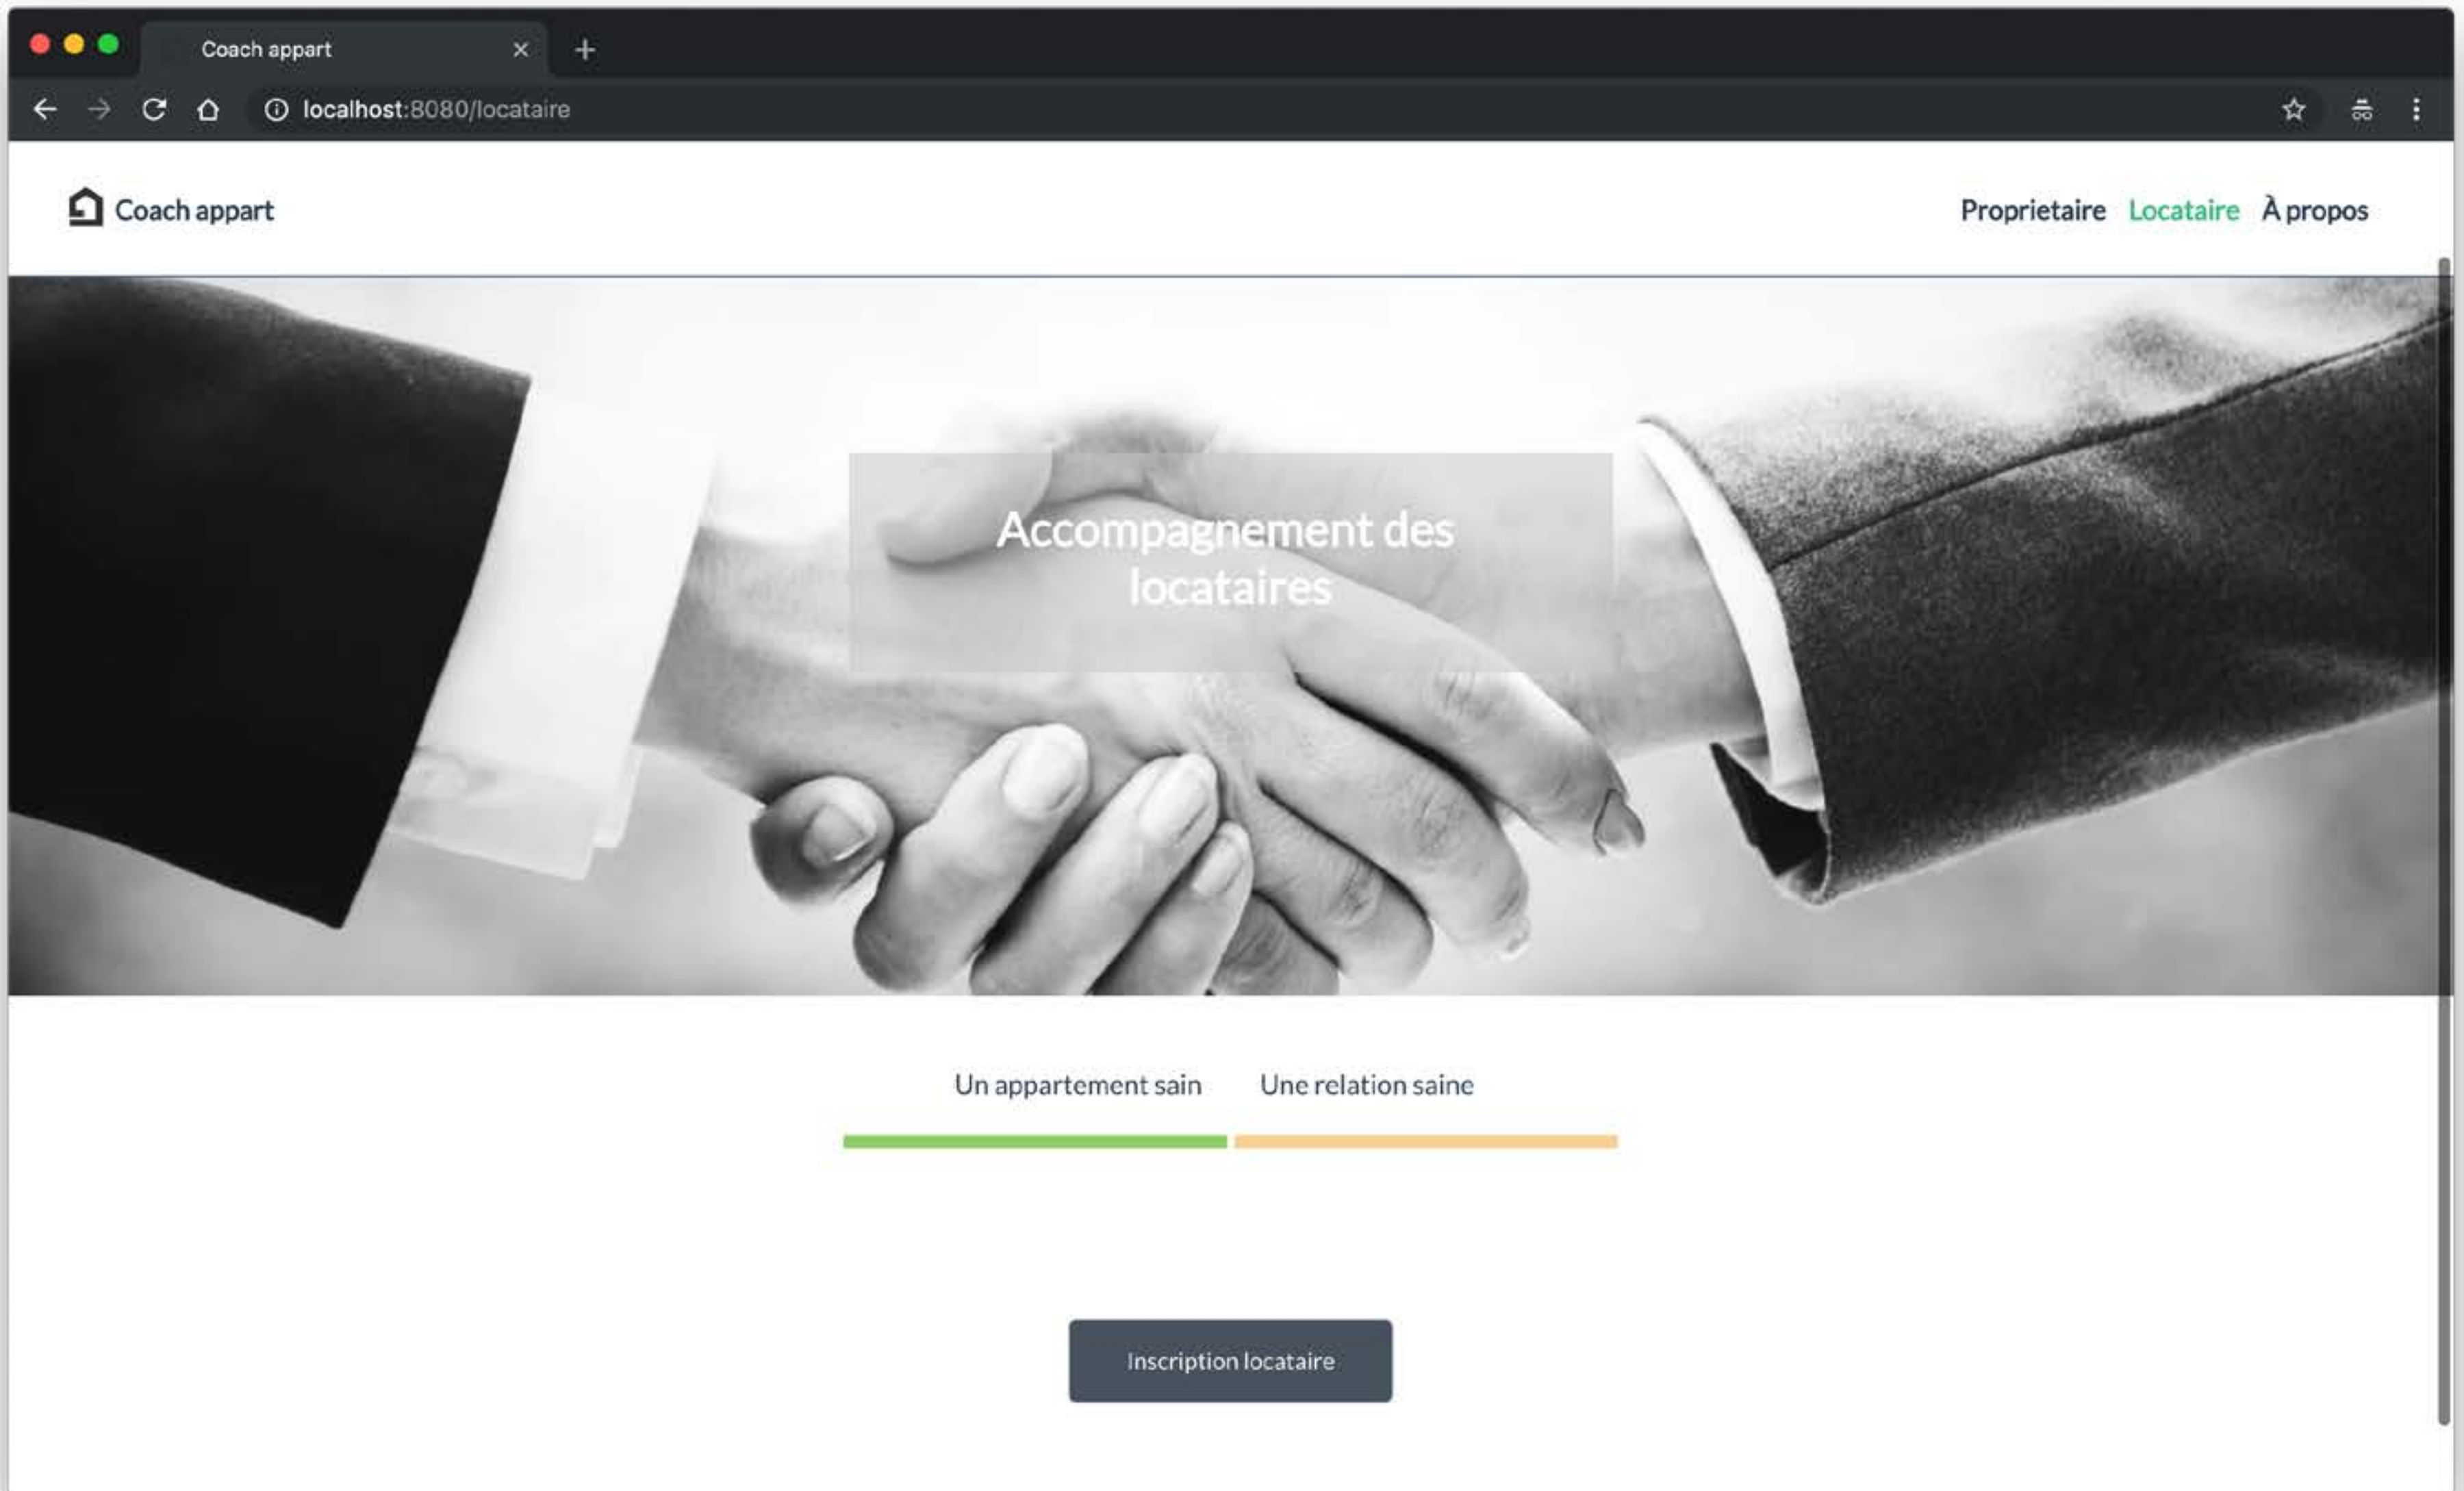 Coach appart
localhost:8080/locataire
Coach appart
Proprietaire Locataire À propos
Accompagnement des
locataires
Un appartement sain
Une relation saine
Inscription locataire